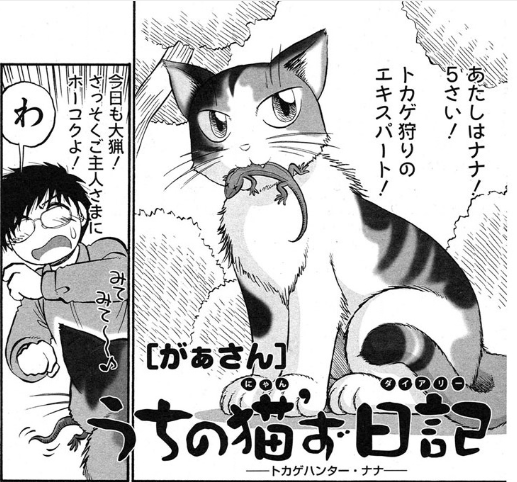 あたしはナナ!
5さい!
トカゲ狩りの
エキスパート!
[がぁさん]
うちの猫'ず日記
にゃん
ダイアリー
──トカゲハンター・ナナ──
今日も大猟!
さっそくご主人さまに
ホーコクよ!
わ
みて
みて〜♪